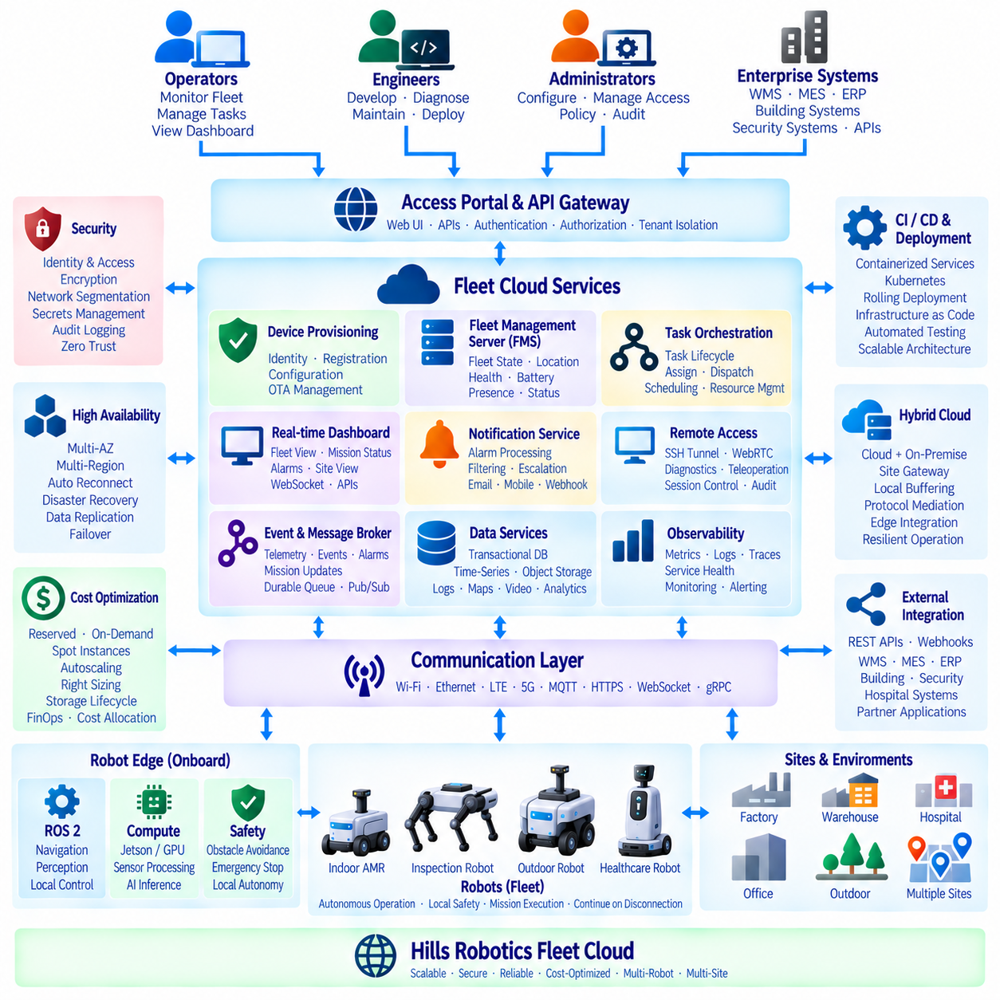 Operators
Monitor Fleet
Manage Tasks
View Dashboard
</>
Engineers
Develop · Diagnose
Maintain · Deploy
Administrators
Configure · Manage Access
Policy · Audit
Enterprise Systems
WMS · MES · ERP
Building Systems
Security Systems · APIs
Access Portal & API Gateway
Web UI · APIs · Authentication · Authorization · Tenant Isolation
Security
Identity & Access
Encryption
Network Segmentation
Secrets Management
Audit Logging
Zero Trust
High Availability
Multi-AZ
Multi-Region
Auto Reconnect
Disaster Recovery
Data Replication
Failover
$
Cost Optimization
Reserved · On-Demand
Spot Instances
Autoscaling
Right Sizing
Storage Lifecycle
FinOps · Cost Allocation
Fleet Cloud Services
Device Provisioning
Identity · Registration
Configuration
OTA Management
Fleet Management
Server (FMS)
Fleet State · Location
Health · Battery
Presence · Status
Task Orchestration
Task Lifecycle
Assign · Dispatch
Scheduling · Resource Mgmt
Real-time Dashboard
Fleet View · Mission Status
Alarms · Site View
WebSocket · APIs
Notification Service
Alarm Processing
Filtering · Escalation
Email · Mobile · Webhook
Remote Access
SSH Tunnel · WebRTC
Diagnostics · Teleoperation
Session Control · Audit
Event & Message Broker
Telemetry · Events · Alarms
Mission Updates
Durable Queue · Pub/Sub
Data Services
Transactional DB
Time-Series · Object Storage
Logs · Maps · Video · Analytics
Observability
Metrics · Logs · Traces
Service Health
Monitoring · Alerting
CI / CD &
Deployment
Containerized Services
Kubernetes
Rolling Deployment
Infrastructure as Code
Automated Testing
Scalable Architecture
Hybrid Cloud
Cloud + On-Premise
Site Gateway
Local Buffering
Protocol Mediation
Edge Integration
Resilient Operation
External
Integration
REST APIs · Webhooks
WMS · MES · ERP
Building · Security
Hospital Systems
Partner Applications
Communication Layer
Wi-Fi · Ethernet · LTE · 5G · MQTT · HTTPS · WebSocket · gRPC
Robot Edge (Onboard)
ROS 2
Navigation
Perception
Local Control
Compute
Jetson / GPU
Sensor Processing
AI Inference
Safety
Obstacle Avoidance
Emergency Stop
Local Autonomy
Indoor AMR
Inspection Robot
Outdoor Robot
Healthcare Robot
Robots (Fleet)
Autonomous Operation · Local Safety · Mission Execution · Continue on Disconnection
Sites & Enviroments
Factory
Warehouse
Hospital
Office
Outdoor
Multiple Sites
Hills Robotics Fleet Cloud
Scalable · Secure · Reliable · Cost-Optimized · Multi-Robot · Multi-Site